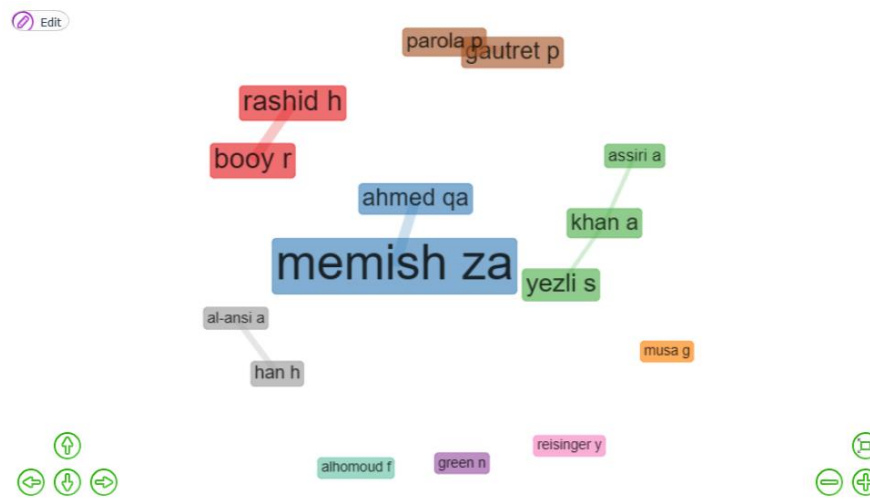 Edit
parola p
gautret p
rashid h
booy r
assiri a
ahmed qa
khan a
memish za
yezli s
al-ansi a
musa g
han h
reisinger y
green n
alhomoud f